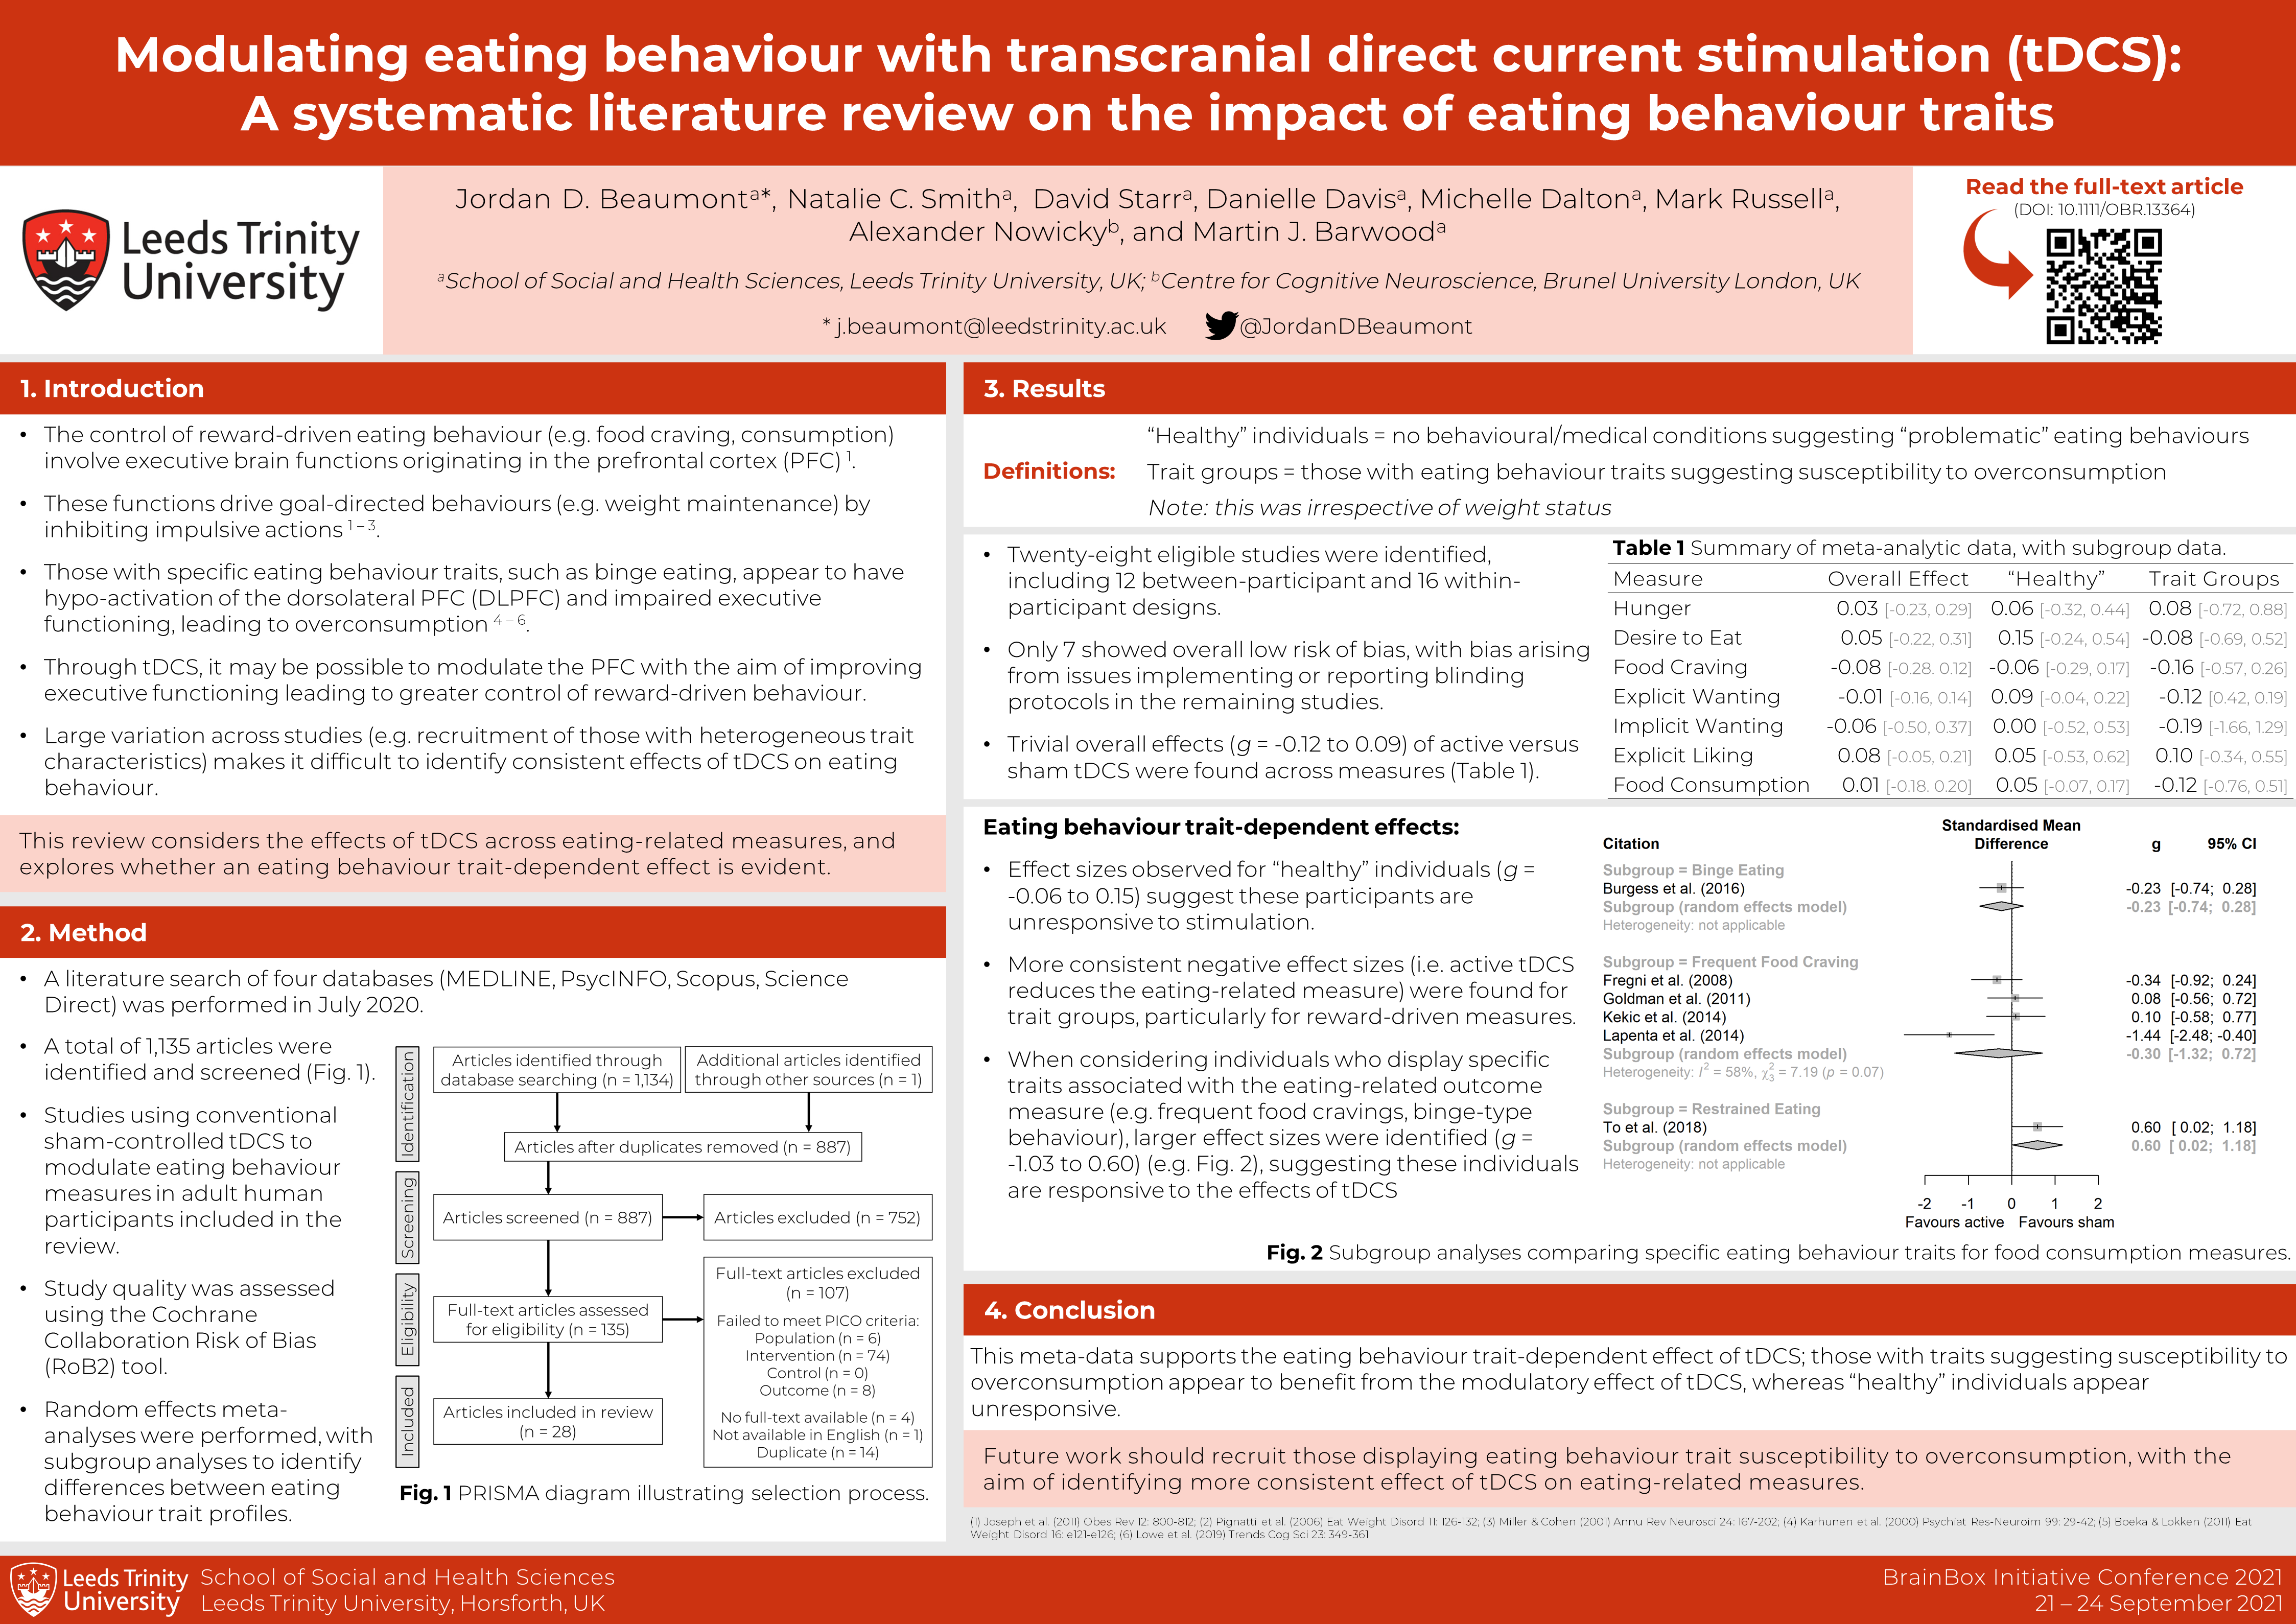 Modulating eating behaviour with transcranial direct current stimulation (tDCS):
A systematic literature review on the impact of eating behaviour traits
Leeds Trinity
University
Jordan D. Beaumontᵃ*, Natalie C. Smithᵃ, David Starrᵃ, Danielle Davisᵃ, Michelle Daltonᵃ, Mark Russellᵃ,
Alexander Nowickyᵇ, and Martin J. Barwoodᵃ
ᵃSchool of Social and Health Sciences, Leeds Trinity University, UK; ᵇCentre for Cognitive Neuroscience, Brunel University London, UK
* j.beaumont@leedstrinity.ac.uk @JordanDBeaumont
Read the full-text article
(DOI: 10.1111/OBR.13364)
1. Introduction
• The control of reward-driven eating behaviour (e.g. food craving, consumption)
involve executive brain functions originating in the prefrontal cortex (PFC) ¹.
• These functions drive goal-directed behaviours (e.g. weight maintenance) by
inhibiting impulsive actions ¹⁻³.
• Those with specific eating behaviour traits, such as binge eating, appear to have
hypo-activation of the dorsolateral PFC (DLPFC) and impaired executive
functioning, leading to overconsumption ⁴⁻⁶.
• Through tDCS, it may be possible to modulate the PFC with the aim of improving
executive functioning leading to greater control of reward-driven behaviour.
• Large variation across studies (e.g. recruitment of those with heterogeneous trait
characteristics) makes it difficult to identify consistent effects of tDCS on eating
behaviour.
This review considers the effects of tDCS across eating-related measures, and
explores whether an eating behaviour trait-dependent effect is evident.
2. Method
• A literature search of four databases (MEDLINE, PsycINFO, Scopus, Science
Direct) was performed in July 2020.
• A total of 1,135 articles were
identified and screened (Fig. 1).
• Studies using conventional
sham-controlled tDCS to
modulate eating behaviour
measures in adult human
participants included in the
review.
• Study quality was assessed
using the Cochrane
Collaboration Risk of Bias
(RoB2) tool.
• Random effects meta-
analyses were performed, with
subgroup analyses to identify
differences between eating
behaviour trait profiles.
Identification
Articles identified through
database searching (n = 1,134)
Additional articles identified
through other sources (n = 1)
Articles after duplicates removed (n = 887)
Screening
Articles screened (n = 887)
Articles excluded (n = 752)
Eligibility
Full-text articles assessed
for eligibility (n = 135)
Full-text articles excluded
(n = 107)
Failed to meet PICO criteria:
Population (n = 6)
Intervention (n = 74)
Control (n = 0)
Outcome (n = 8)
No full-text available (n = 4)
Not available in English (n = 1)
Duplicate (n = 14)
Included
Articles included in review
(n = 28)
Fig. 1 PRISMA diagram illustrating selection process.
3. Results
Definitions:
“Healthy” individuals = no behavioural/medical conditions suggesting “problematic” eating behaviours
Trait groups = those with eating behaviour traits suggesting susceptibility to overconsumption
Note: this was irrespective of weight status
• Twenty-eight eligible studies were identified,
including 12 between-participant and 16 within-
participant designs.
• Only 7 showed overall low risk of bias, with bias arising
from issues implementing or reporting blinding
protocols in the remaining studies.
• Trivial overall effects (g = -0.12 to 0.09) of active versus
sham tDCS were found across measures (Table 1).
Table 1 Summary of meta-analytic data, with subgroup data.
Measure Overall Effect “Healthy” Trait Groups
Hunger 0.03 [-0.23, 0.29] 0.06 [-0.32, 0.44] 0.08 [-0.72, 0.88]
Desire to Eat 0.05 [-0.22, 0.31] 0.15 [-0.24, 0.54] -0.08 [-0.69, 0.52]
Food Craving -0.08 [-0.28. 0.12] -0.06 [-0.29, 0.17] -0.16 [-0.57, 0.26]
Explicit Wanting -0.01 [-0.16, 0.14] 0.09 [-0.04, 0.22] -0.12 [0.42, 0.19]
Implicit Wanting -0.06 [-0.50, 0.37] 0.00 [-0.52, 0.53] -0.19 [-1.66, 1.29]
Explicit Liking 0.08 [-0.05, 0.21] 0.05 [-0.53, 0.62] 0.10 [-0.34, 0.55]
Food Consumption 0.01 [-0.18. 0.20] 0.05 [-0.07, 0.17] -0.12 [-0.76, 0.51]
Eating behaviour trait-dependent effects:
• Effect sizes observed for “healthy” individuals (g =
-0.06 to 0.15) suggest these participants are
unresponsive to stimulation.
• More consistent negative effect sizes (i.e. active tDCS
reduces the eating-related measure) were found for
trait groups, particularly for reward-driven measures.
• When considering individuals who display specific
traits associated with the eating-related outcome
measure (e.g. frequent food cravings, binge-type
behaviour), larger effect sizes were identified (g =
-1.03 to 0.60) (e.g. Fig. 2), suggesting these individuals
are responsive to the effects of tDCS
Standardised Mean
Citation Difference g 95% CI
Subgroup = Binge Eating
Burgess et al. (2016) -0.23 [-0.74; 0.28]
Subgroup (random effects model) -0.23 [-0.74; 0.28]
Heterogeneity: not applicable
Subgroup = Frequent Food Craving
Fregni et al. (2008) -0.34 [-0.92; 0.24]
Goldman et al. (2011) 0.08 [-0.56; 0.72]
Kekic et al. (2014) 0.10 [-0.58; 0.77]
Lapenta et al. (2014) -1.44 [-2.48; -0.40]
Subgroup (random effects model) -0.30 [-1.32; 0.72]
Heterogeneity: I² = 58%, χ²₃ = 7.19 (p = 0.07)
Subgroup = Restrained Eating
To et al. (2018) 0.60 [ 0.02; 1.18]
Subgroup (random effects model) 0.60 [ 0.02; 1.18]
Heterogeneity: not applicable
-2 -1 0 1 2
Favours active Favours sham
Fig. 2 Subgroup analyses comparing specific eating behaviour traits for food consumption measures.
4. Conclusion
This meta-data supports the eating behaviour trait-dependent effect of tDCS; those with traits suggesting susceptibility to
overconsumption appear to benefit from the modulatory effect of tDCS, whereas “healthy” individuals appear
unresponsive.
Future work should recruit those displaying eating behaviour trait susceptibility to overconsumption, with the
aim of identifying more consistent effect of tDCS on eating-related measures.
(1) Joseph et al. (2011) Obes Rev 12: 800-812; (2) Pignatti et al. (2006) Eat Weight Disord 11: 126-132; (3) Miller & Cohen (2001) Annu Rev Neurosci 24: 167-202; (4) Karhunen et al. (2000) Psychiat Res-Neuroim 99: 29-42; (5) Boeka & Lokken (2011) Eat
Weight Disord 16: e121-e126; (6) Lowe et al. (2019) Trends Cog Sci 23: 349-361
Leeds Trinity
University
School of Social and Health Sciences
Leeds Trinity University, Horsforth, UK
BrainBox Initiative Conference 2021
21 – 24 September 2021